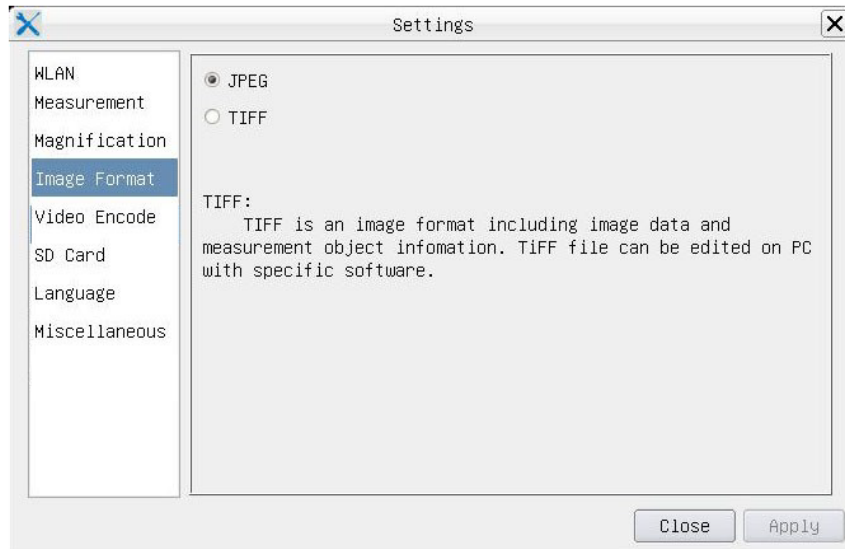 Settings
WLAN
Measurement
Magnification
Image Format
Video Encode
SD Card
Language
Miscellaneous
JPEG
TIFF
TIFF:
TIFF is an image format including image data and
measurement object infomation. TiFF file can be edited on PC
with specific software.
Close
Apply